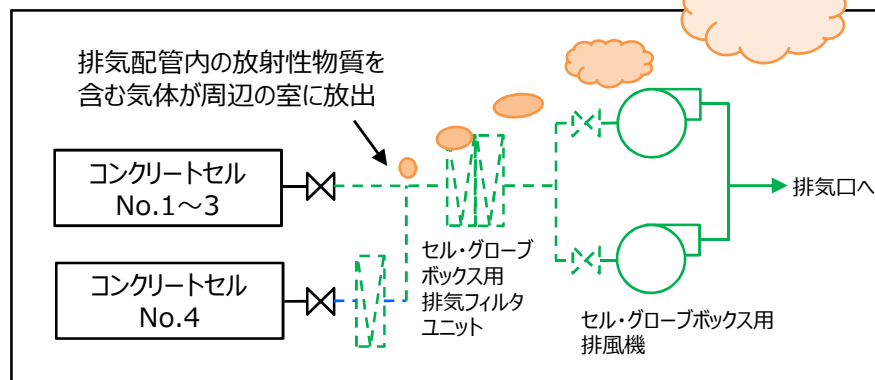 排気配管内の放射性物質を
含む気体が周辺の室に放出
コンクリートセル
No.1～3
排気口へ
セル・グローブ
ボックス用
排気フィルタ
ユニット
コンクリートセル
No.4
セル・グローブボックス用
排風機